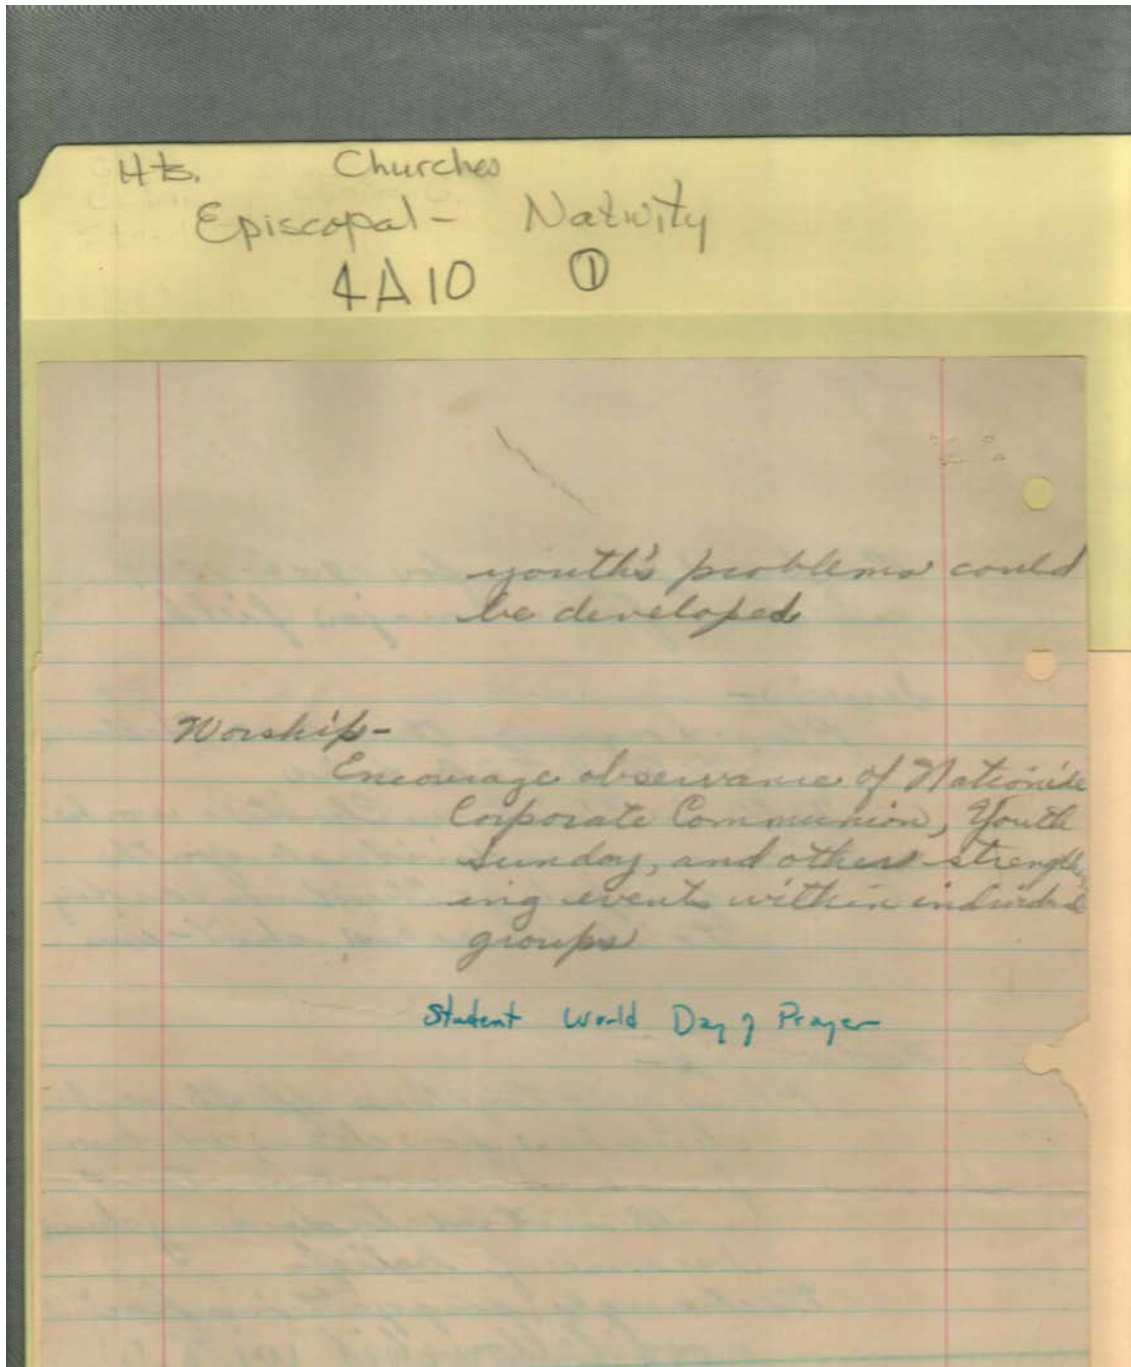 Hts. Churches
Episcopal- Nativity
4A10 ①
youth's problems could
be developed
Worship-
Encourage observance of Nationwide
Corporate Communion, Youth
Sunday, and other strength
ing events within individual
groups
Student World Day of Prayer